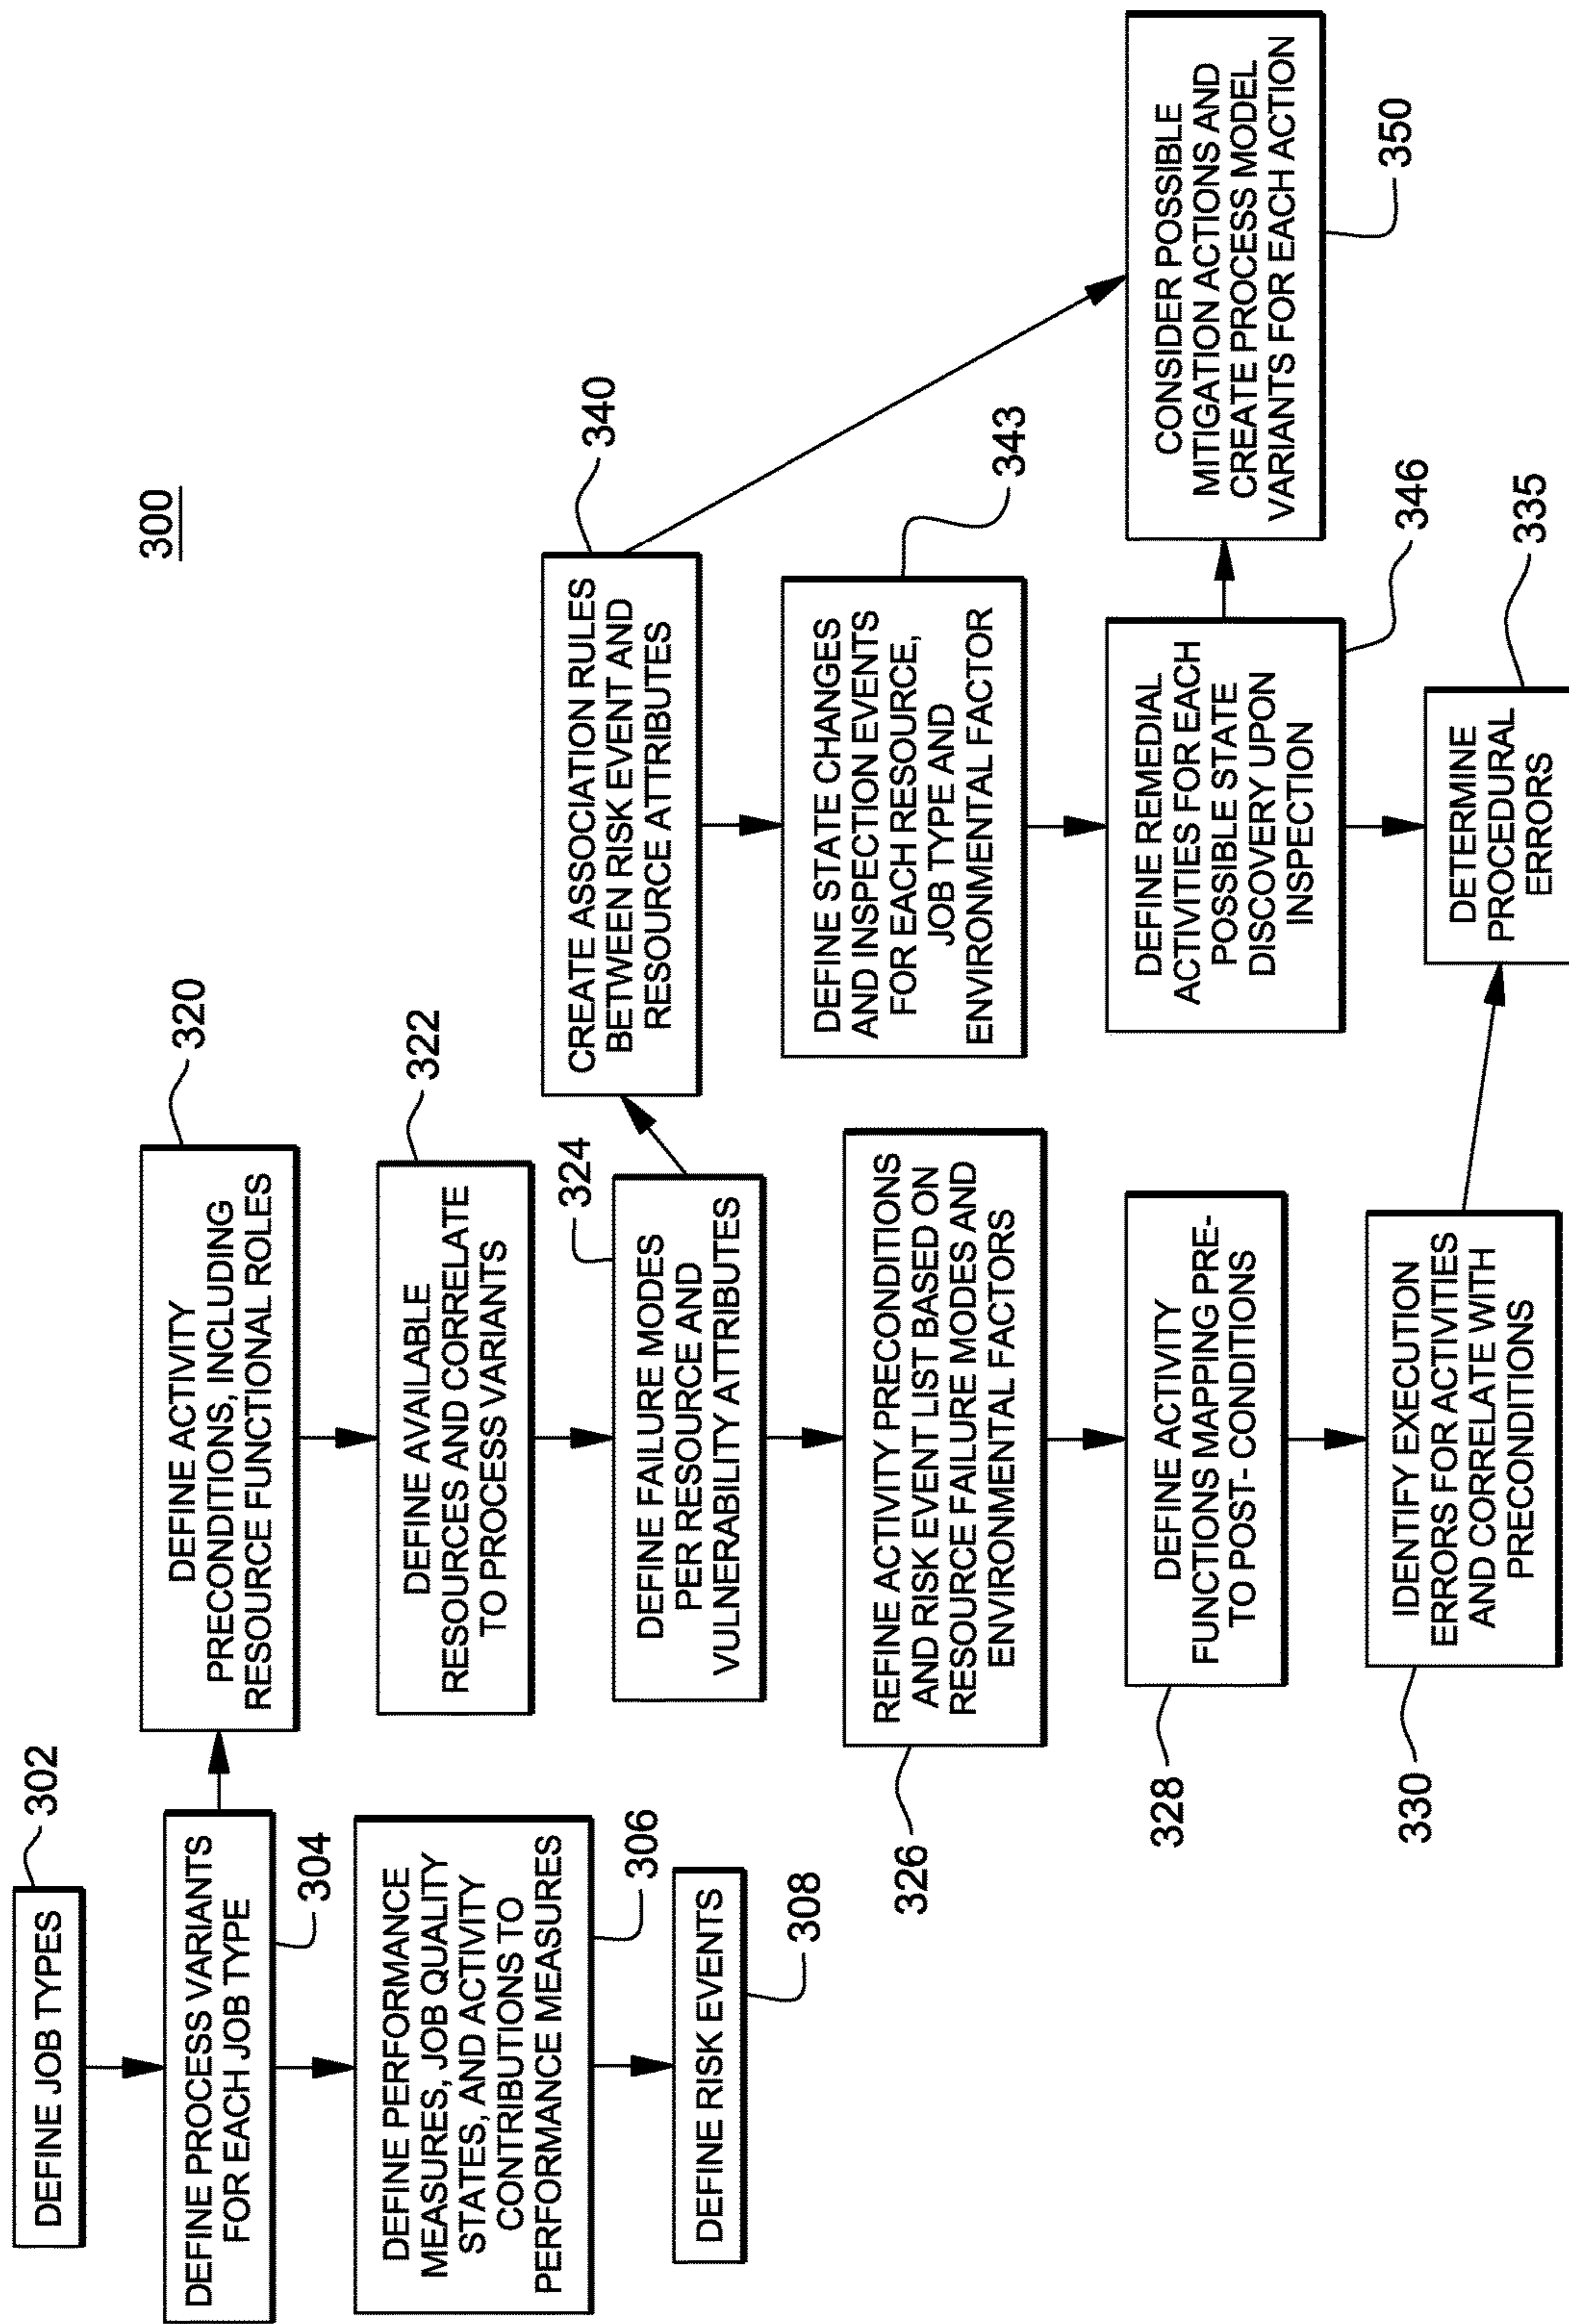 300
DEFINE JOB TYPES
302
DEFINE PROCESS VARIANTS
FOR EACH JOB TYPE
304
DEFINE PERFORMANCE
MEASURES, JOB QUALITY
STATES, AND ACTIVITY
CONTRIBUTIONS TO
PERFORMANCE MEASURES
306
DEFINE RISK EVENTS
308
DEFINE ACTIVITY
PRECONDITIONS, INCLUDING
RESOURCE FUNCTIONAL ROLES
320
DEFINE AVAILABLE
RESOURCES AND CORRELATE
TO PROCESS VARIANTS
322
DEFINE FAILURE MODES
PER RESOURCE AND
VULNERABILITY ATTRIBUTES
324
REFINE ACTIVITY PRECONDITIONS
AND RISK EVENT LIST BASED ON
RESOURCE FAILURE MODES AND
ENVIRONMENTAL FACTORS
326
DEFINE ACTIVITY
FUNCTIONS MAPPING PRE-
TO POST- CONDITIONS
328
IDENTIFY EXECUTION
ERRORS FOR ACTIVITIES
AND CORRELATE WITH
PRECONDITIONS
330
CREATE ASSOCIATION RULES
BETWEEN RISK EVENT AND
RESOURCE ATTRIBUTES
340
DEFINE STATE CHANGES
AND INSPECTION EVENTS
FOR EACH RESOURCE,
JOB TYPE AND
ENVIRONMENTAL FACTOR
343
DEFINE REMEDIAL
ACTIVITIES FOR EACH
POSSIBLE STATE
DISCOVERY UPON
INSPECTION
346
DETERMINE
PROCEDURAL
ERRORS
335
CONSIDER POSSIBLE
MITIGATION ACTIONS AND
CREATE PROCESS MODEL
VARIANTS FOR EACH ACTION
350